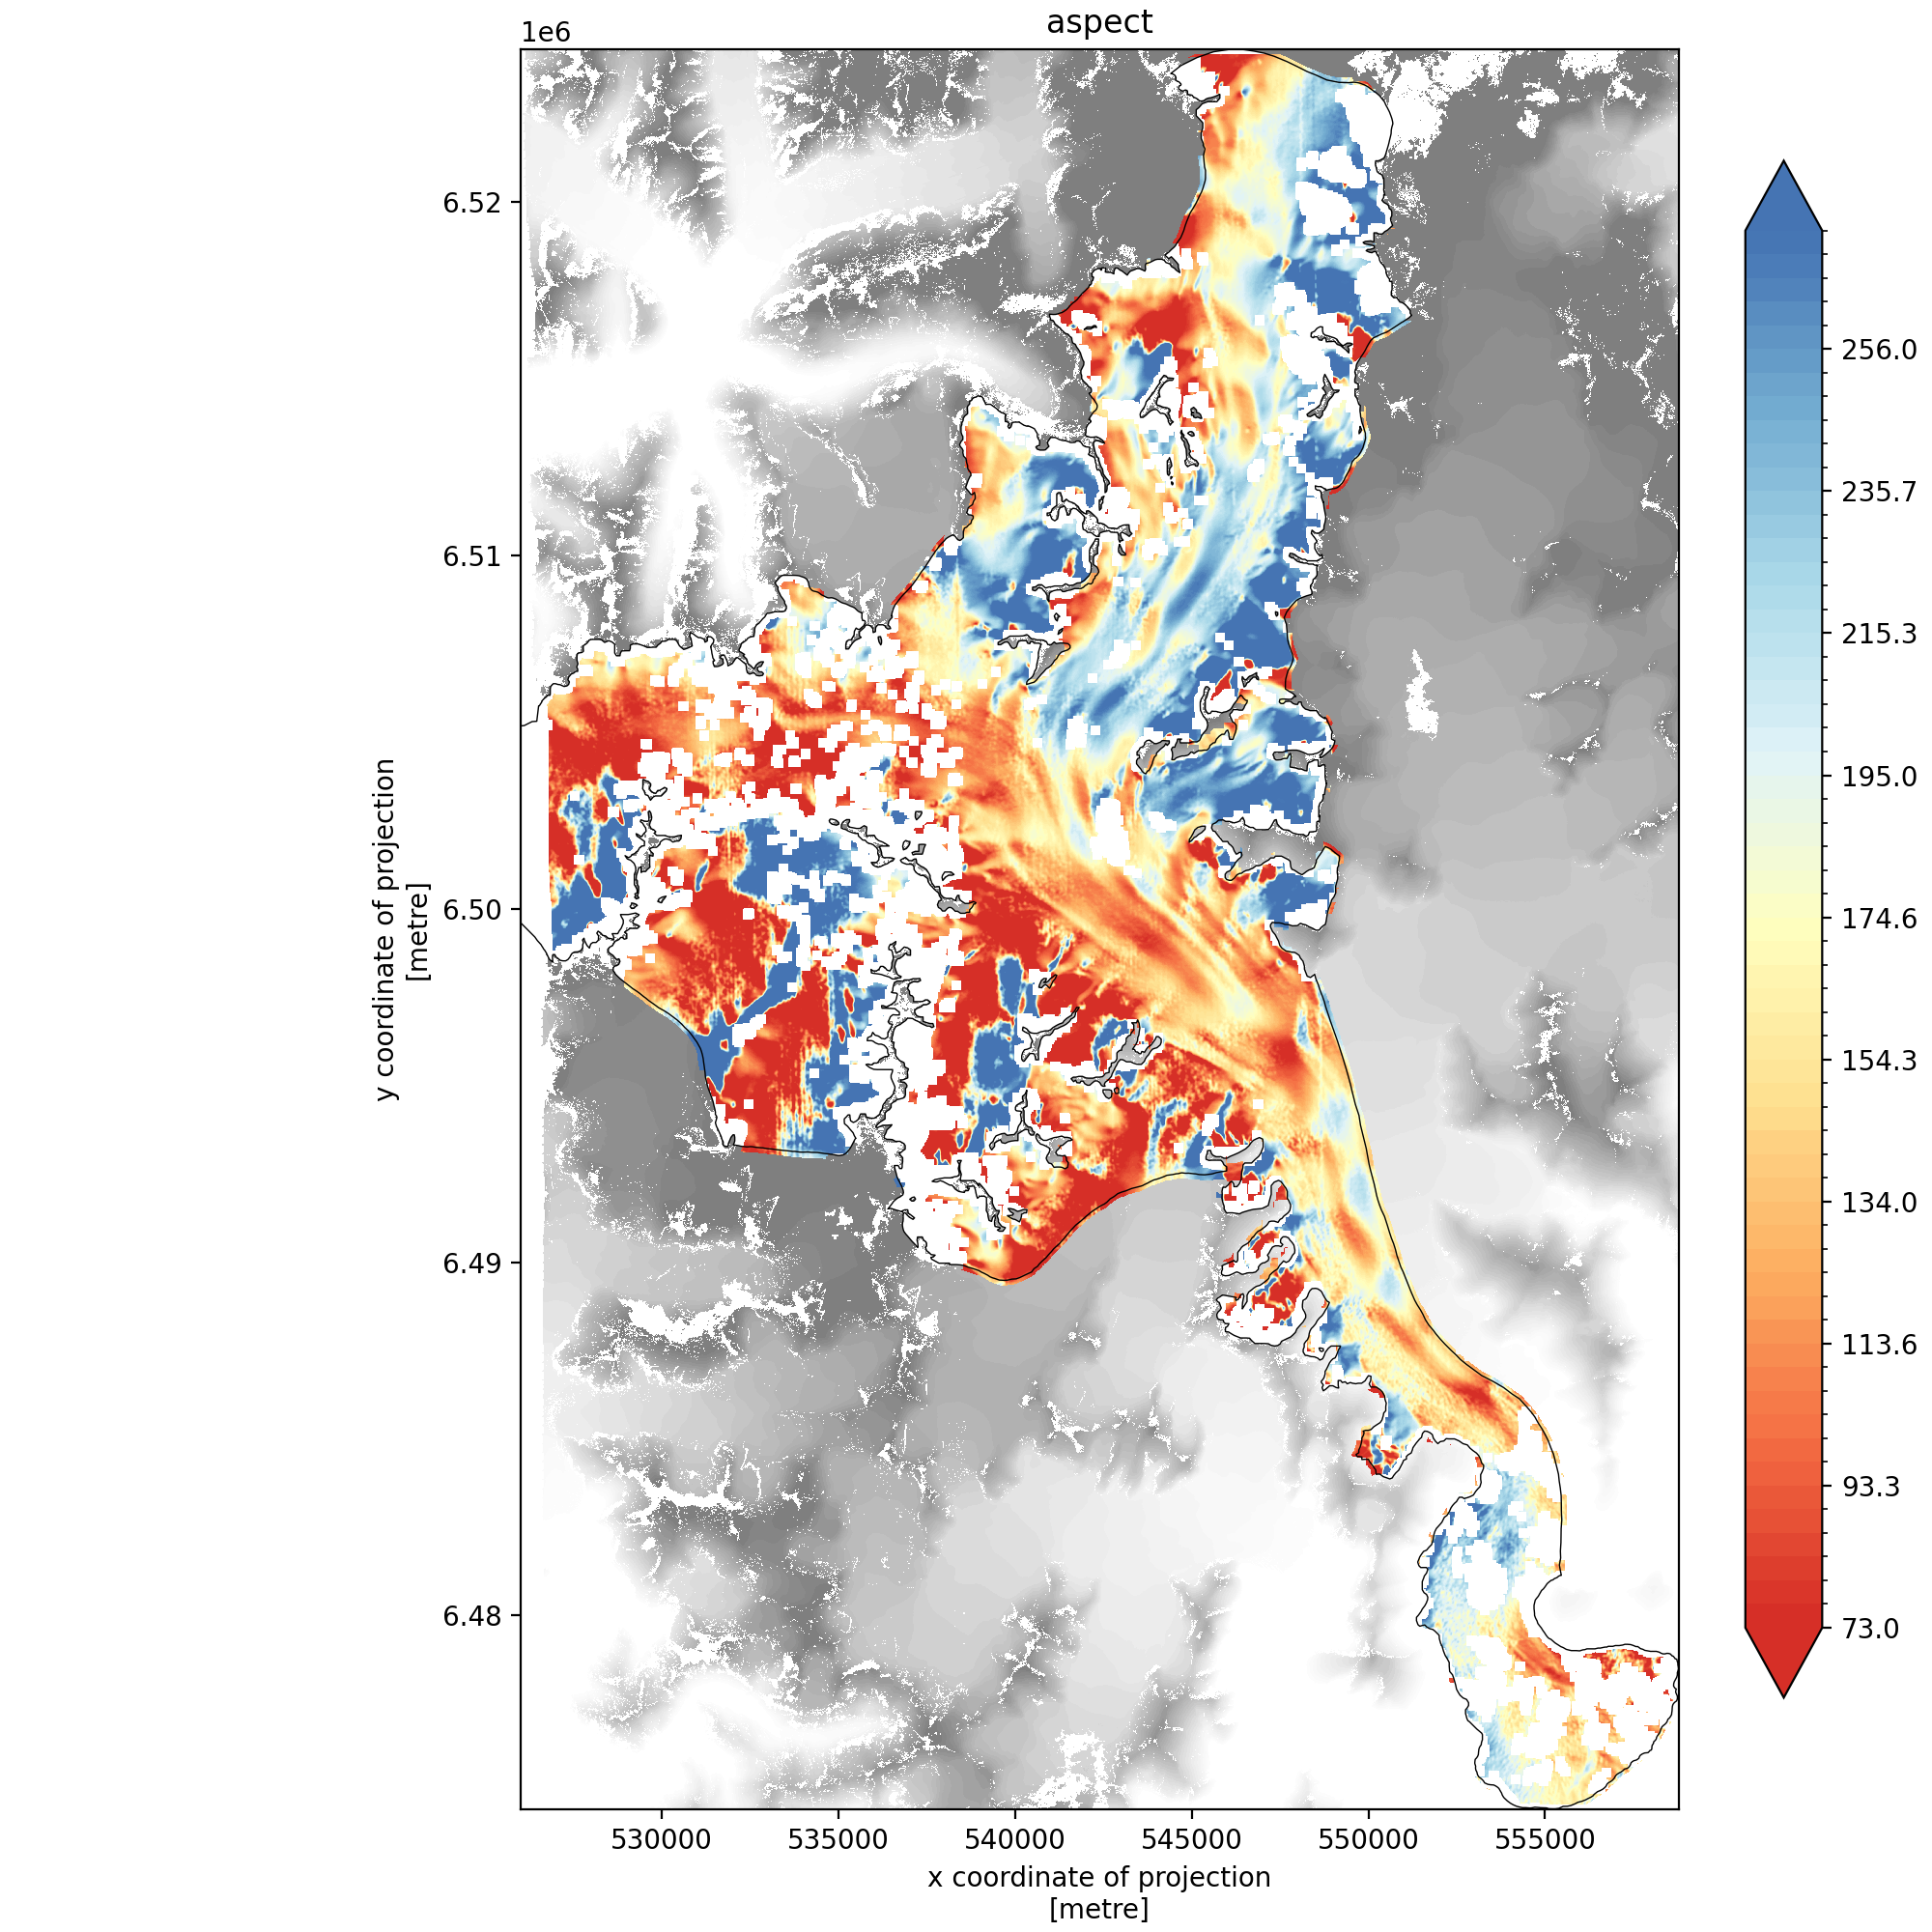 aspect
1e6
6.52
6.51
6.50
6.49
6.48
y coordinate of projection
[metre]
530000 535000 540000 545000 550000 555000
x coordinate of projection
[metre]
256.0
235.7
215.3
195.0
174.6
154.3
134.0
113.6
93.3
73.0